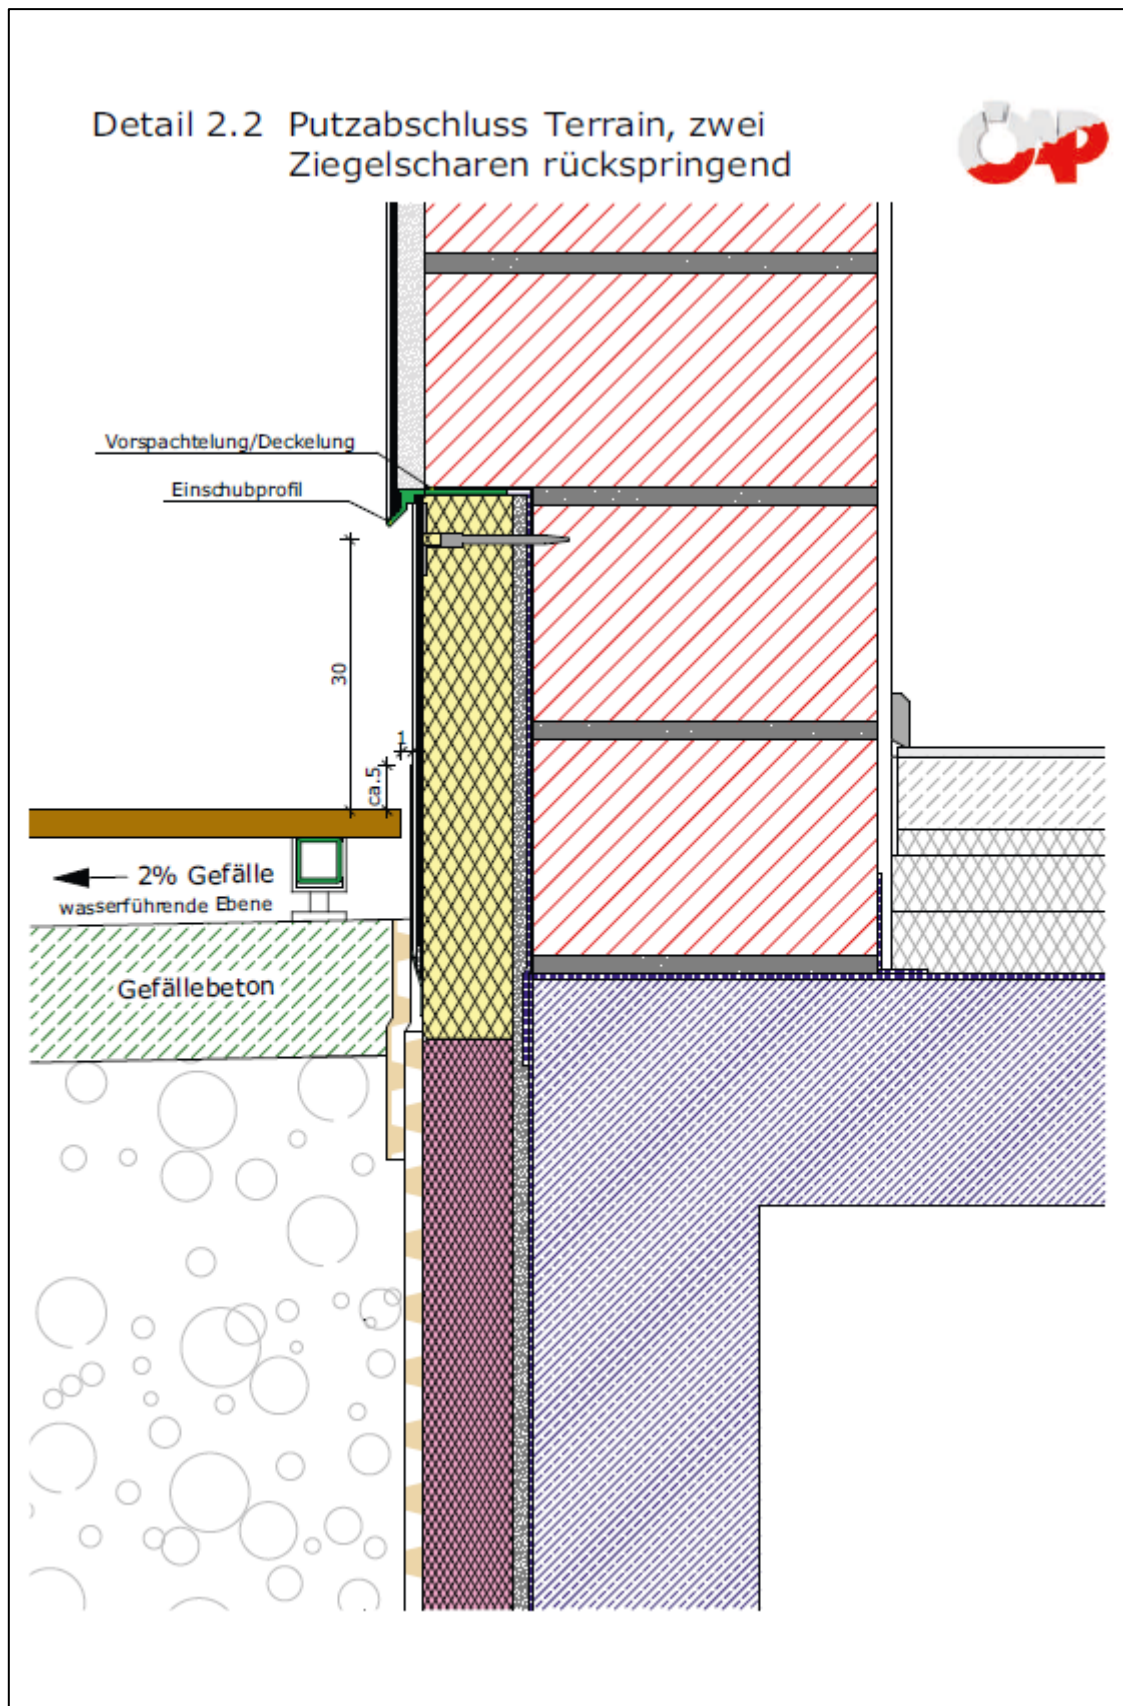 Detail 2.2 Putzabschluss Terrain, zwei
Ziegelscharen rückspringend
ÖAP
Vorspachtelung/Deckelung
Einschubprofil
30
1
ca.5
2% Gefälle
wasserführende Ebene
Gefällebeton